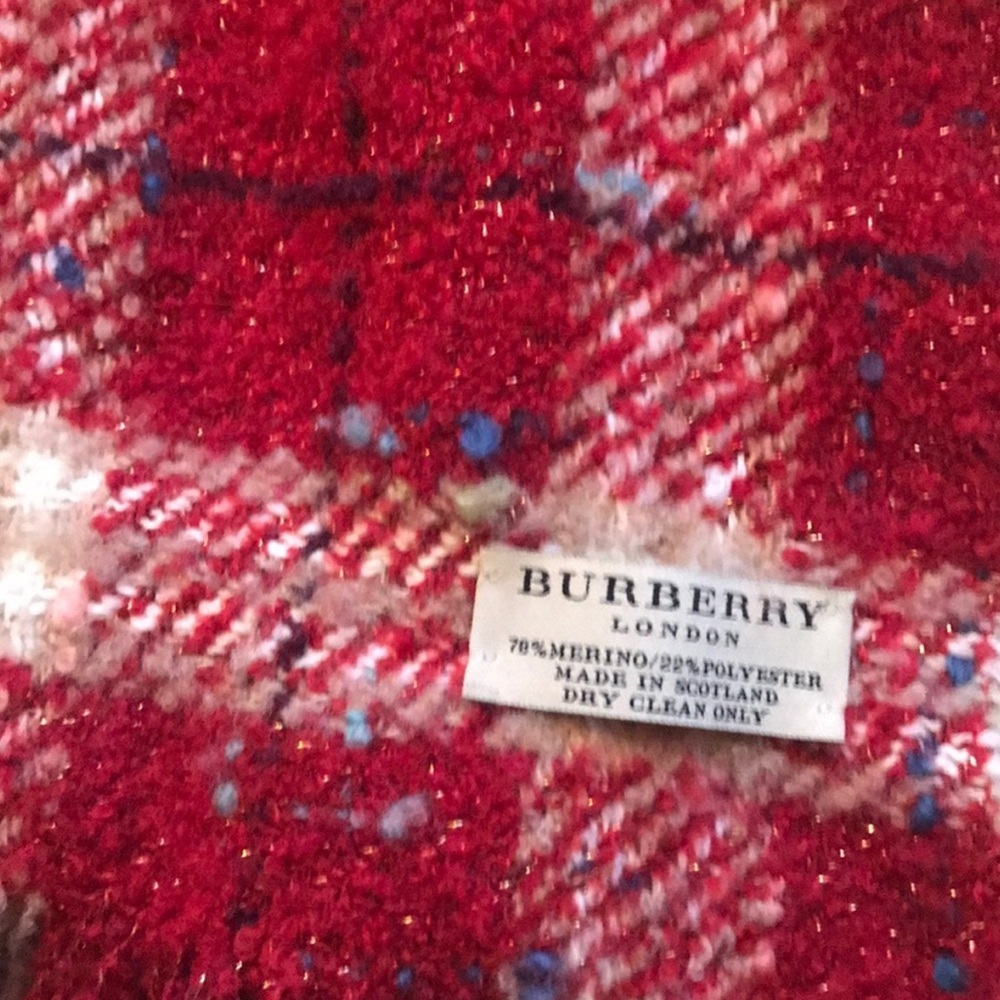 BURBERRY
LONDON
78%MERINO/22%POLYESTER
MADE IN SCOTLAND
DRY CLEAN ONLY